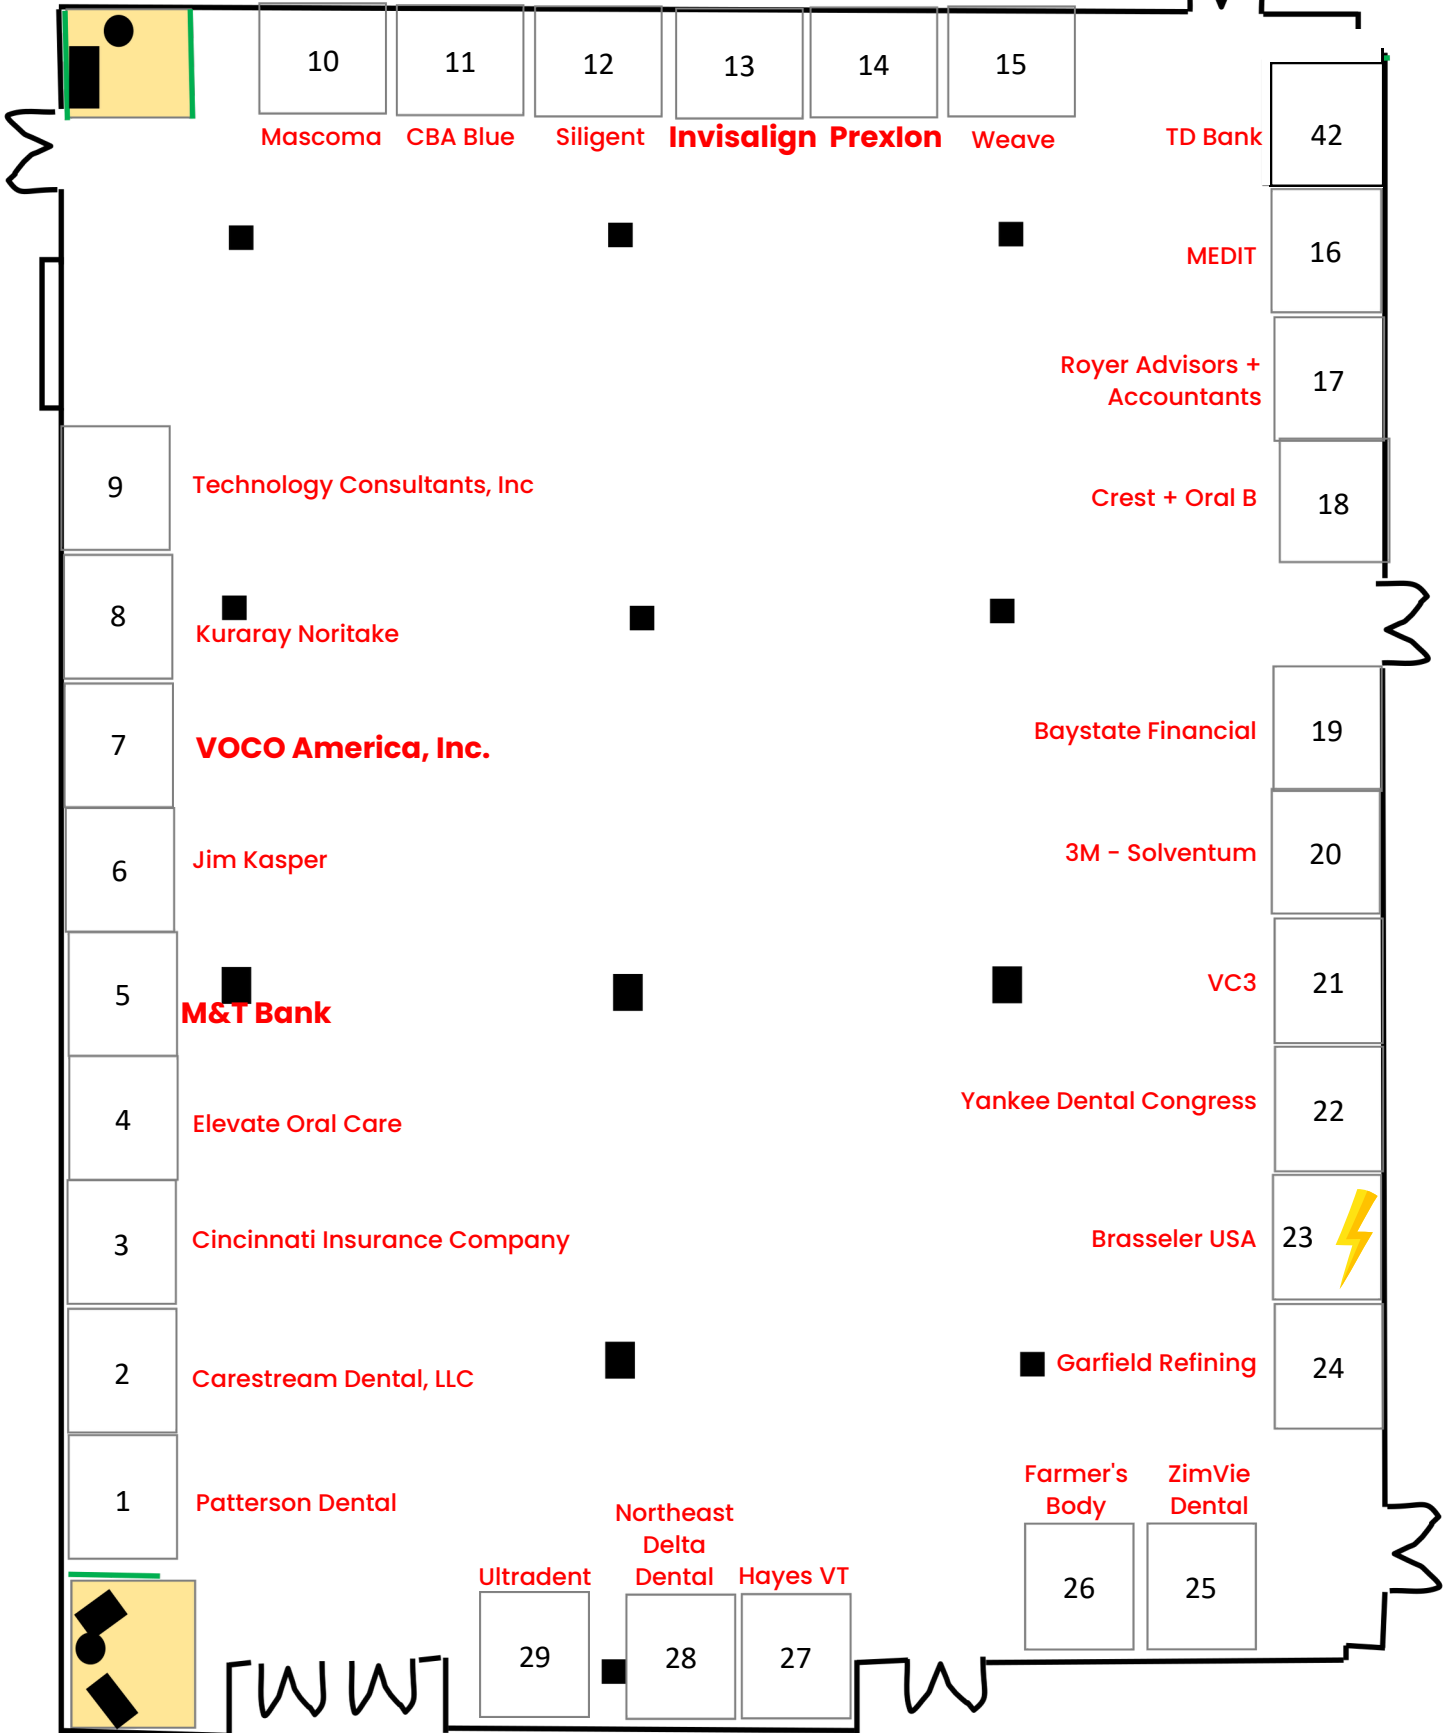 10
11
12
13
14
15
Mascoma
CBA Blue
Siligent
Invisalign
PrexIon
Weave
TD Bank
42
MEDIT
16
Royer Advisors +
Accountants
17
Crest + Oral B
18
9
Technology Consultants, Inc
8
Kuraray Noritake
7
VOCO America, Inc.
6
Jim Kasper
5
M&T Bank
4
Elevate Oral Care
3
Cincinnati Insurance Company
2
Carestream Dental, LLC
1
Patterson Dental
Baystate Financial
19
3M - Solventum
20
VC3
21
Yankee Dental Congress
22
Brasseler USA
23
Garfield Refining
24
Farmer's
Body
26
ZimVie
Dental
25
Ultradent
29
Northeast
Delta
Dental
28
Hayes VT
27